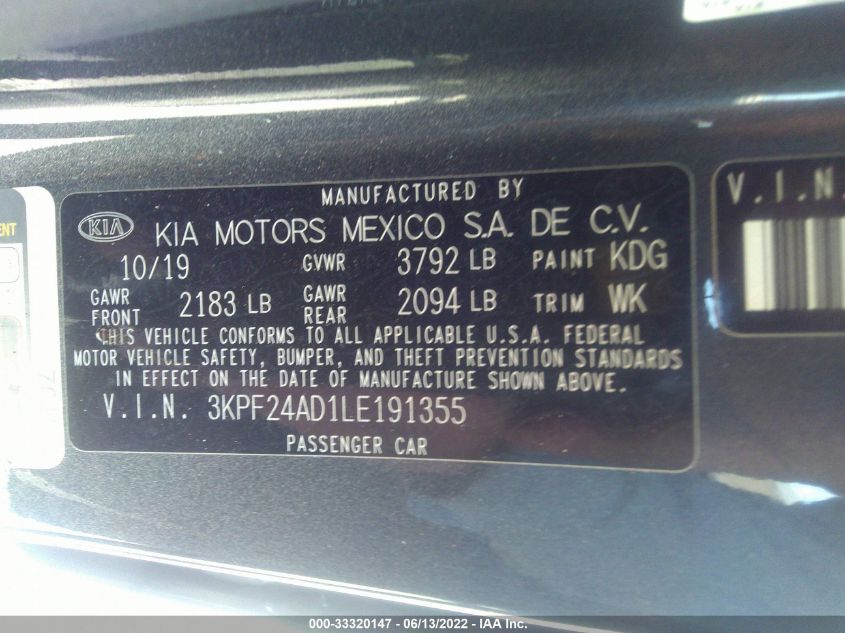 MANUFACTURED BY
KIA KIA MOTORS MEXICO S.A. DE C.V.
10/19 GVWR 3792 LB PAINT KDG
GAWR FRONT 2183 LB GAWR REAR 2094 LB TRIM WK
THIS VEHICLE CONFORMS TO ALL APPLICABLE U.S.A. FEDERAL
MOTOR VEHICLE SAFETY, BUMPER, AND THEFT PREVENTION STANDARDS
IN EFFECT ON THE DATE OF MANUFACTURE SHOWN ABOVE.
V.I.N. 3KPF24AD1LE191355
PASSENGER CAR
V.I.N.
000-33320147 - 06/13/2022 - IAA Inc.